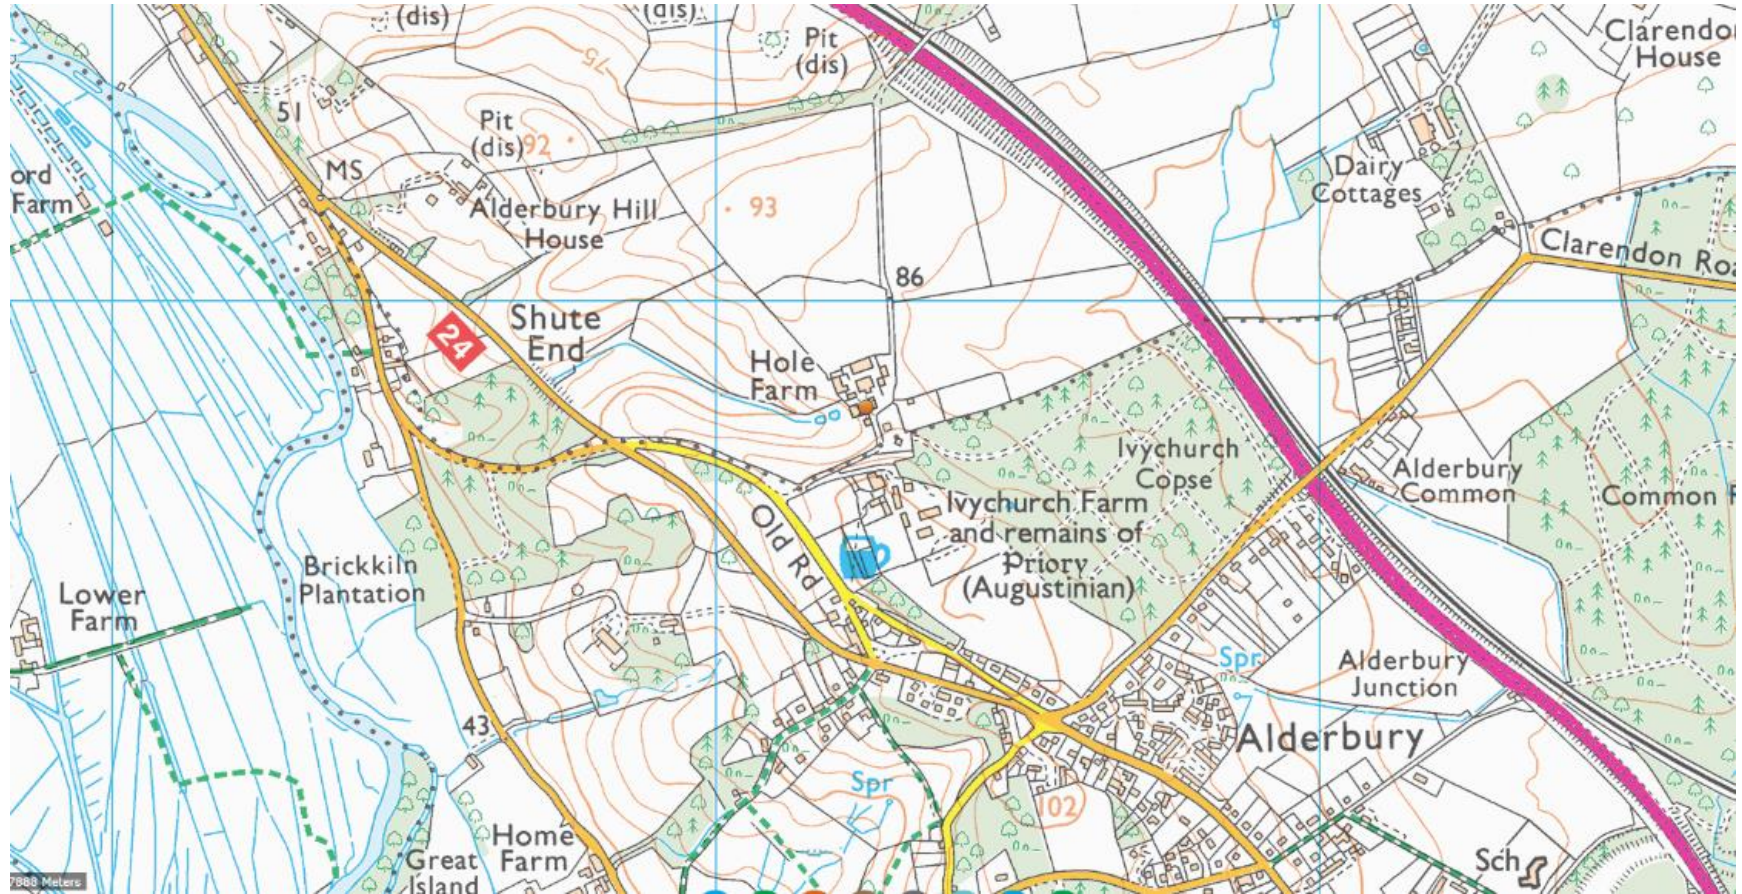 (dis)
(dis)
Pit
(dis)
75
Clarendo
House
51
Pit
(dis)
92
MS
ord
Farm
Dairy
Cottages
93
Alderbury Hill
House
Clarendon Roa
86
Shute
End
24
Hole
Farm
Ivychurch
Copse
Alderbury
Common
Common
Old Rd
Ivychurch Farm
and remains of
Priory
(Augustinian)
Brickkiln
Plantation
Lower
Farm
Spr
Alderbury
Junction
43
Alderbury
Spr
102
Home
Farm
Great
Island
Sch
7888 Meters